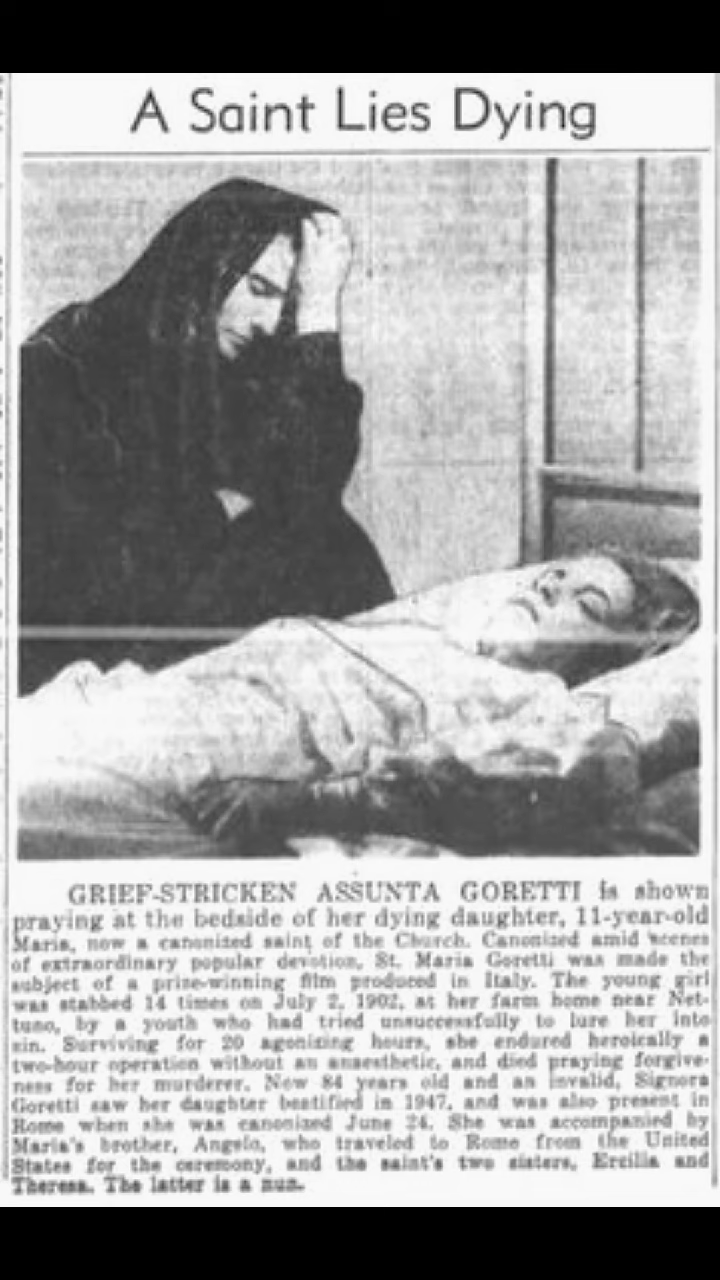 A Saint Lies Dying
GRIEF-STRICKEN ASSUNTA GORETTI is shown
praying at the bedside of her dying daughter, 11-year-old
Maria, now a canonized saint of the Church. Canonized amid scenes
of extraordinary popular devotion, St. Maria Goretti was made the
subject of a prize-winning film produced in Italy. The young girl
was stabbed 14 times on July 2, 1902, at her farm home near Net-
tuno, by a youth who had tried unsuccessfully to lure her into
sin. Surviving for 20 agonizing hours, she endured heroically a
two-hour operation without an anaesthetic, and died praying forgive-
ness for her murderer. Now 84 years old and an invalid, Signora
Goretti saw her daughter beatified in 1947, and was also present in
Rome when she was canonized June 24. She was accompanied by
Maria's brother, Angelo, who traveled to Rome from the United
States for the ceremony, and the saint's two sisters, Ercilia and
Theresa. The latter is a nun.